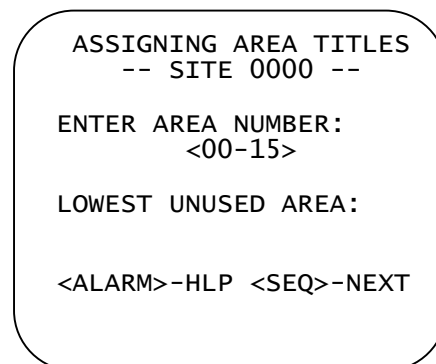 ASSIGNING AREA TITLES
-- SITE 0000 --
ENTER AREA NUMBER:
<00-15>
LOWEST UNUSED AREA:
<ALARM>-HLP <SEQ>-NEXT